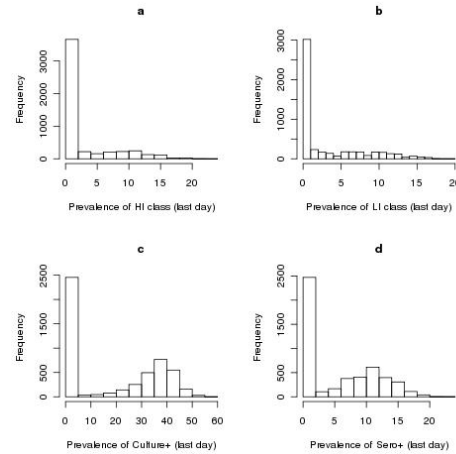 a
Frequency
0 1000 2000 3000
0 5 10 15 20
Prevalence of HI class (last day)
b
Frequency
0 1000 2000 3000
0 5 10 15 20
Prevalence of LI class (last day)
c
Frequency
0 500 1500 2500
0 10 20 30 40 50 60
Prevalence of Culture+ (last day)
d
Frequency
0 500 1500 2500
0 5 10 15 20
Prevalence of Sero+ (last day)